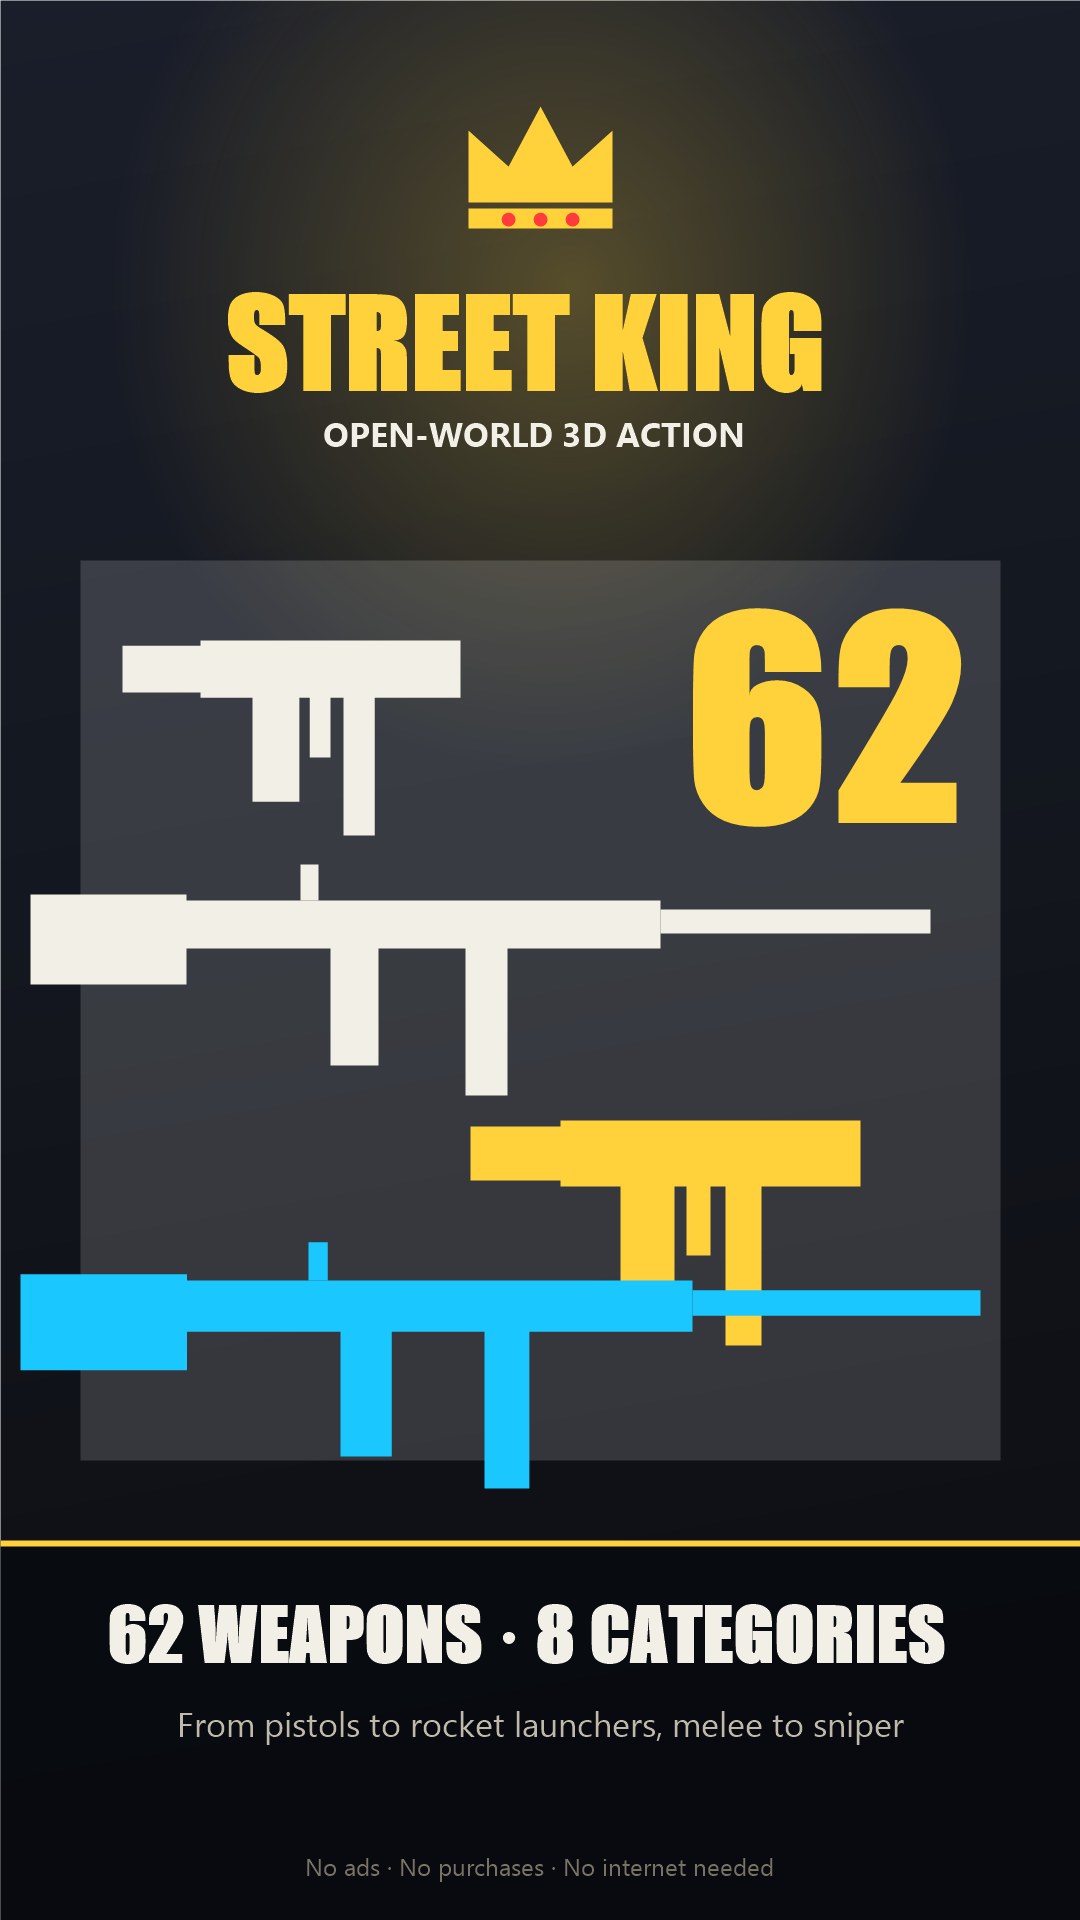 STREET KING
OPEN-WORLD 3D ACTION
62
62 WEAPONS · 8 CATEGORIES
From pistols to rocket launchers, melee to sniper
No ads · No purchases · No internet needed